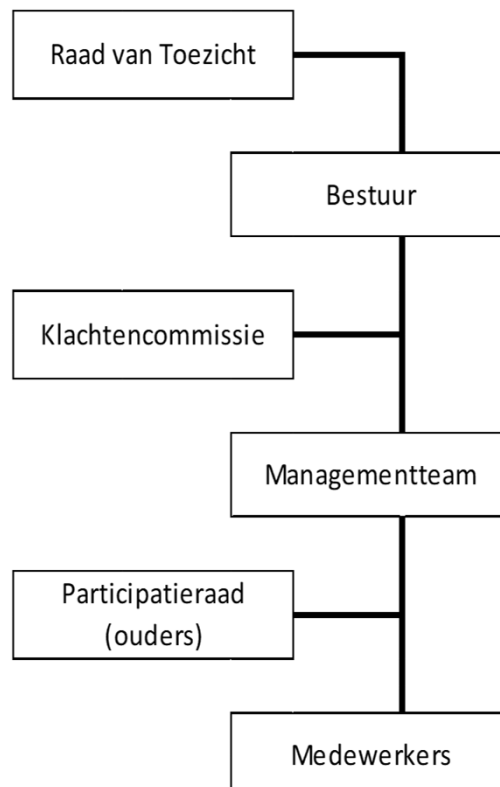 Raad van Toezicht
Bestuur
Klachtencommissie
Managementteam
Participatieraad
(ouders)
Medewerkers